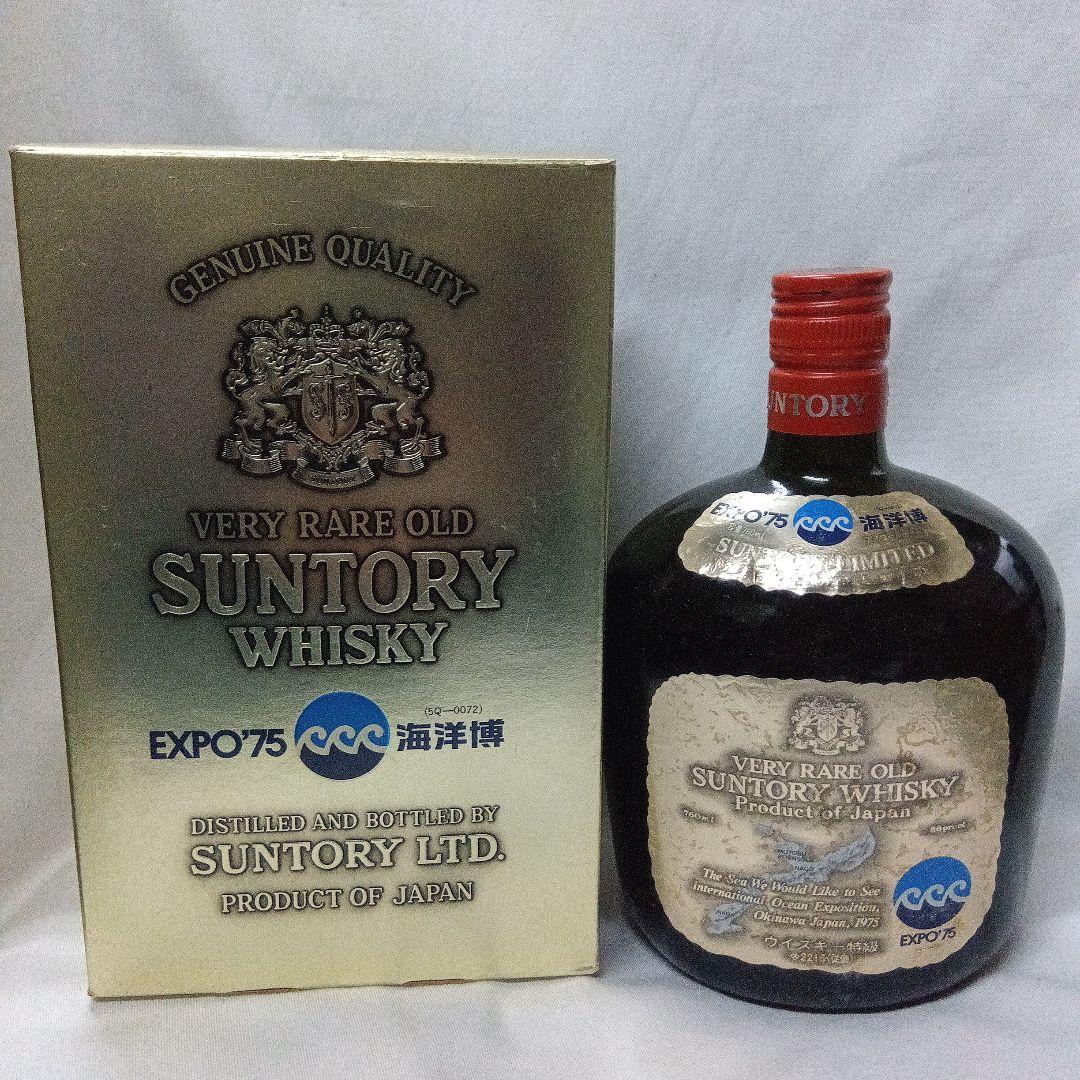 GENUINE QUALITY
VERY RARE OLD
SUNTORY
WHISKY
(5Q—0072)
EXPO'75 海洋博
DISTILLED AND BOTTLED BY
SUNTORY LTD.
PRODUCT OF JAPAN
UNTORY
EXPO'75 海洋博
LIMITED
VERY RARE OLD
SUNTORY WHISKY
Product of Japan
760ml 86 proof
The Sea We Would Like to See
International Ocean Exposition,
Okinawa Japan, 1975
EXPO'75
ウイスキー特級